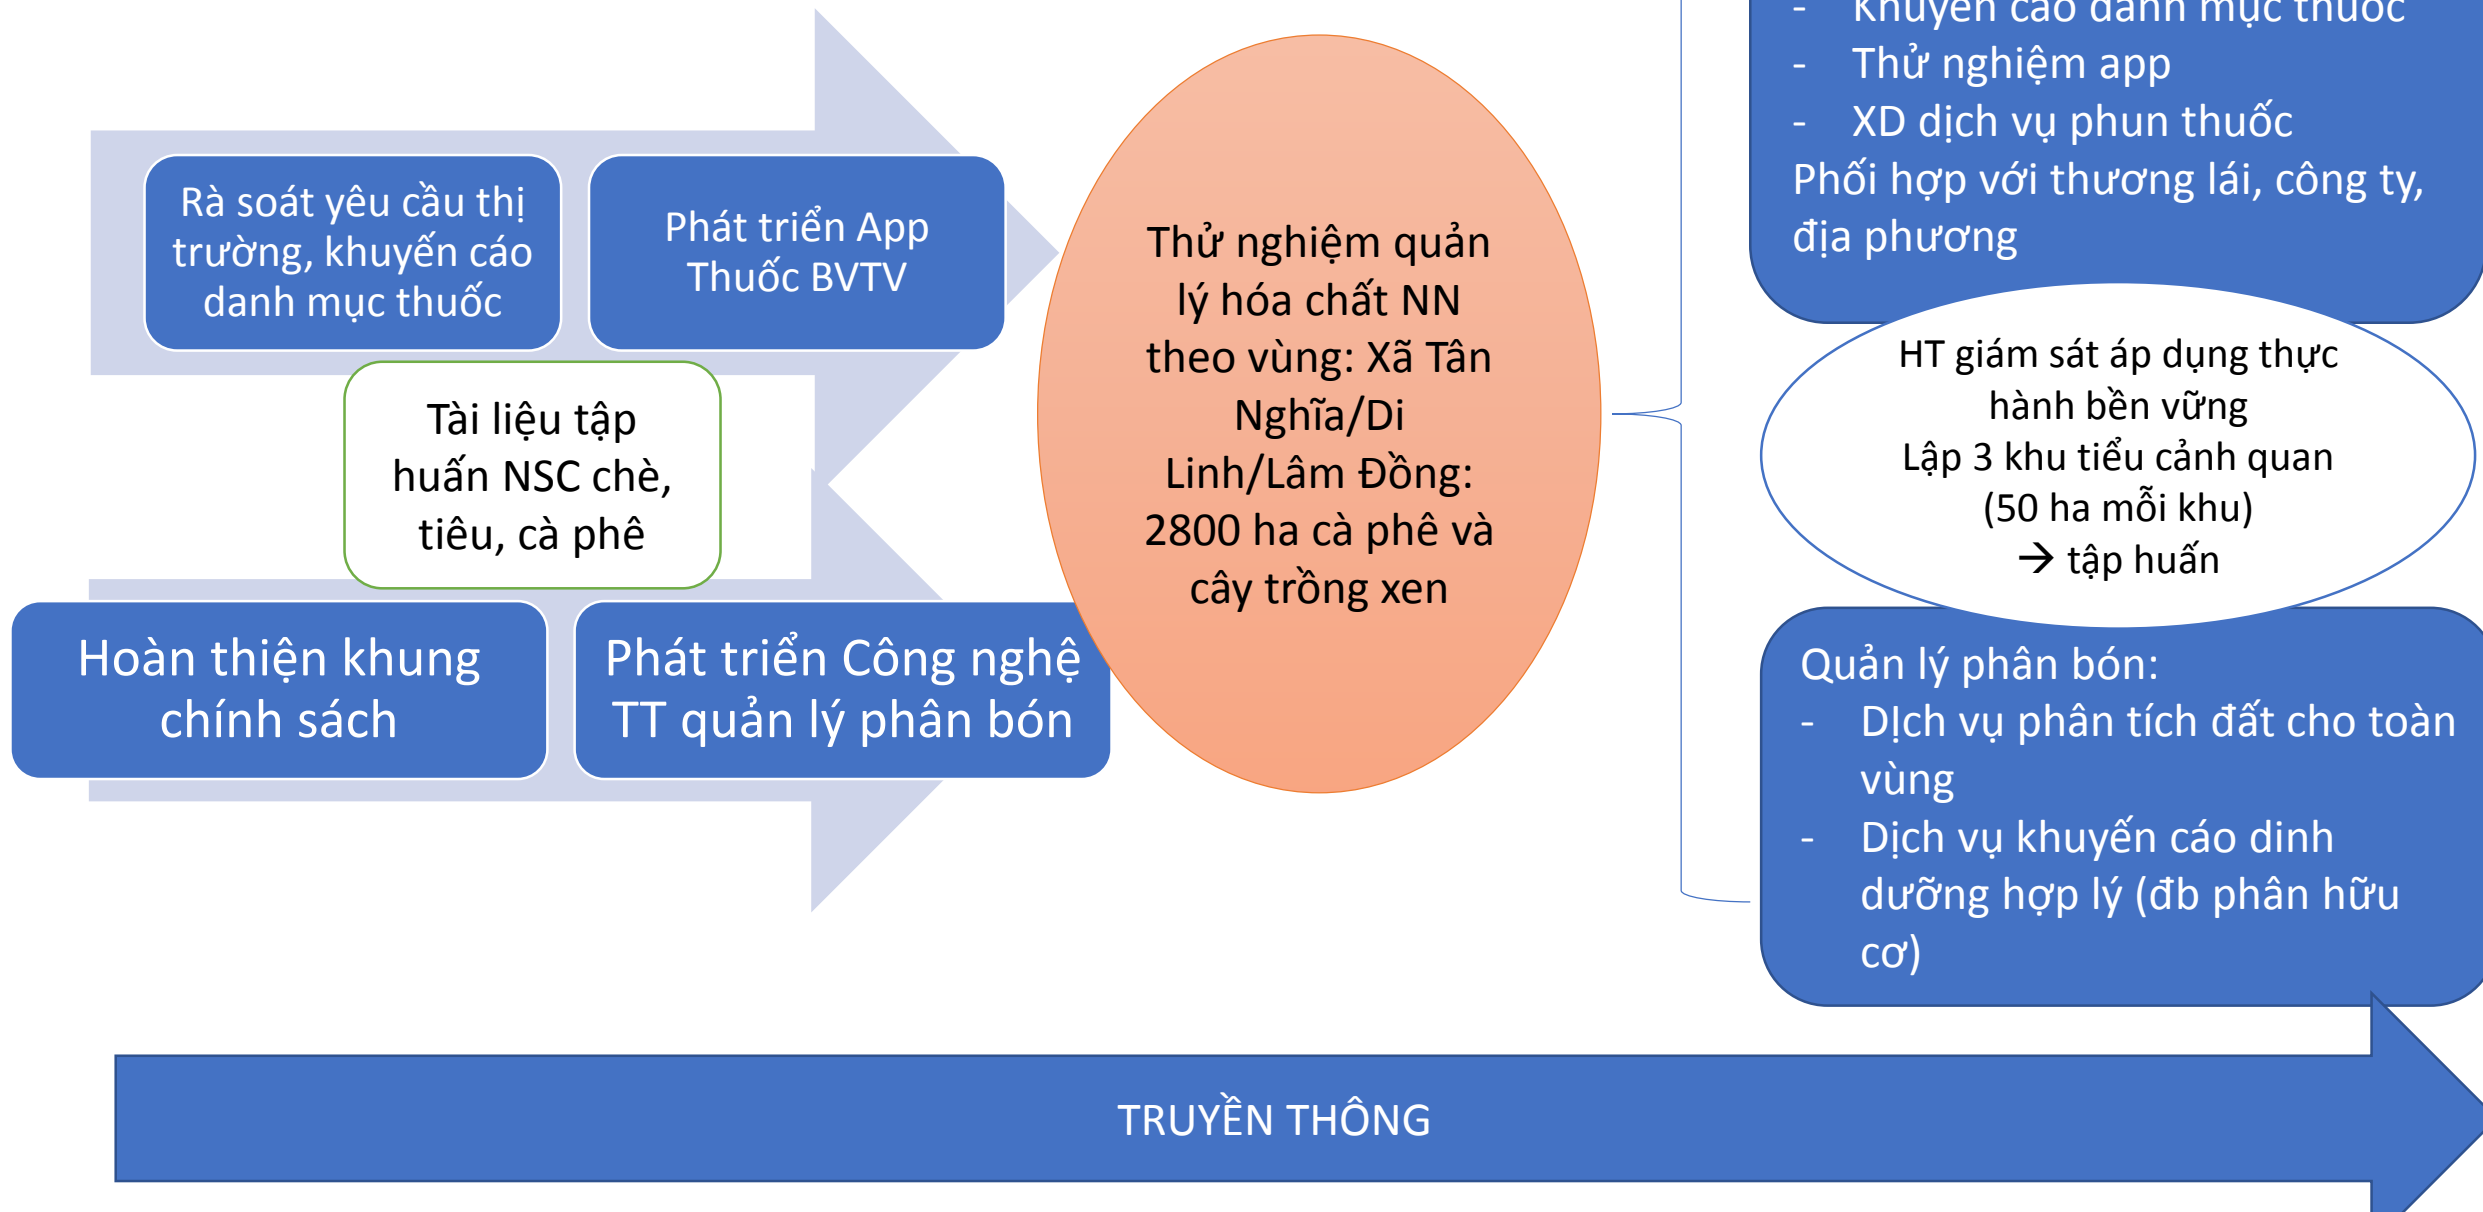 Rà soát yêu cầu thị
trường, khuyến cáo
danh mục thuốc
Phát triển App
Thuốc BVTV
Tài liệu tập
huấn NSC chè,
tiêu, cà phê
Hoàn thiện khung
chính sách
Phát triển Công nghệ
TT quản lý phân bón
Thử nghiệm quản
lý hóa chất NN
theo vùng: Xã Tân
Nghĩa/Di
Linh/Lâm Đồng:
2800 ha cà phê và
cây trồng xen
- Khuyến cáo danh mục thuốc
- Thử nghiệm app
- XD dịch vụ phun thuốc
Phối hợp với thương lái, công ty,
địa phương
HT giám sát áp dụng thực
hành bền vững
Lập 3 khu tiểu cảnh quan
(50 ha mỗi khu)
→ tập huấn
Quản lý phân bón:
- DỊch vụ phân tích đất cho toàn
vùng
- Dịch vụ khuyến cáo dinh
dưỡng hợp lý (đb phân hữu
cơ)
TRUYỀN THÔNG